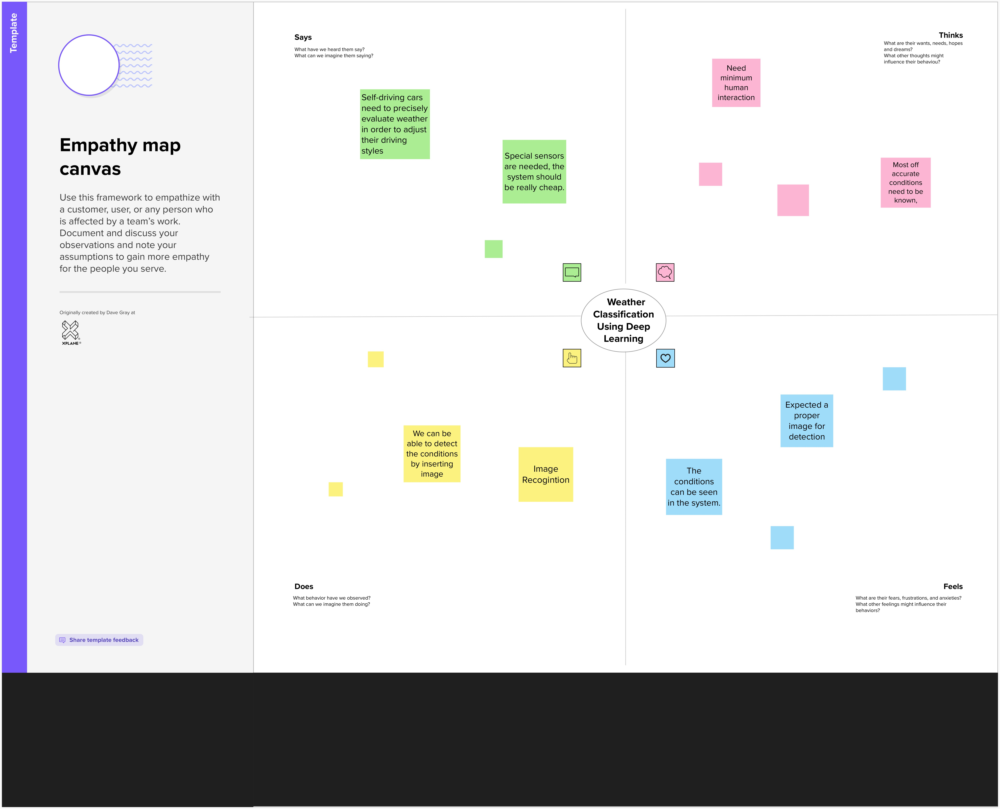 Template
Empathy map
canvas
Use this framework to empathize with
a customer, user, or any person who
is affected by a team’s work.
Document and discuss your
observations and note your
assumptions to gain more empathy
for the people you serve.
Originally created by Dave Gray at
XPLANE ®
Share template feedback
Says
What have we heard them say?
What can we imagine them saying?
Self-driving cars
need to precisely
evaluate weather
in order to adjust
their driving
styles
Special sensors
are needed, the
system should
be really cheap.
Thinks
What are their wants, needs, hopes
and dreams?
What other thoughts might
influence their behaviou?
Need
minimum
human
interaction
Most off
accurate
conditions
need to be
known,
Weather
Classification
Using Deep
Learning
We can be
able to detect
the conditions
by inserting
image
Image
Recogintion
Does
What behavior have we observed?
What can we imagine them doing?
Expected a
proper
image for
detection
The
conditions
can be seen
in the system.
Feels
What are their fears, frustrations, and anxieties?
What other feelings might influence their
behaviors?